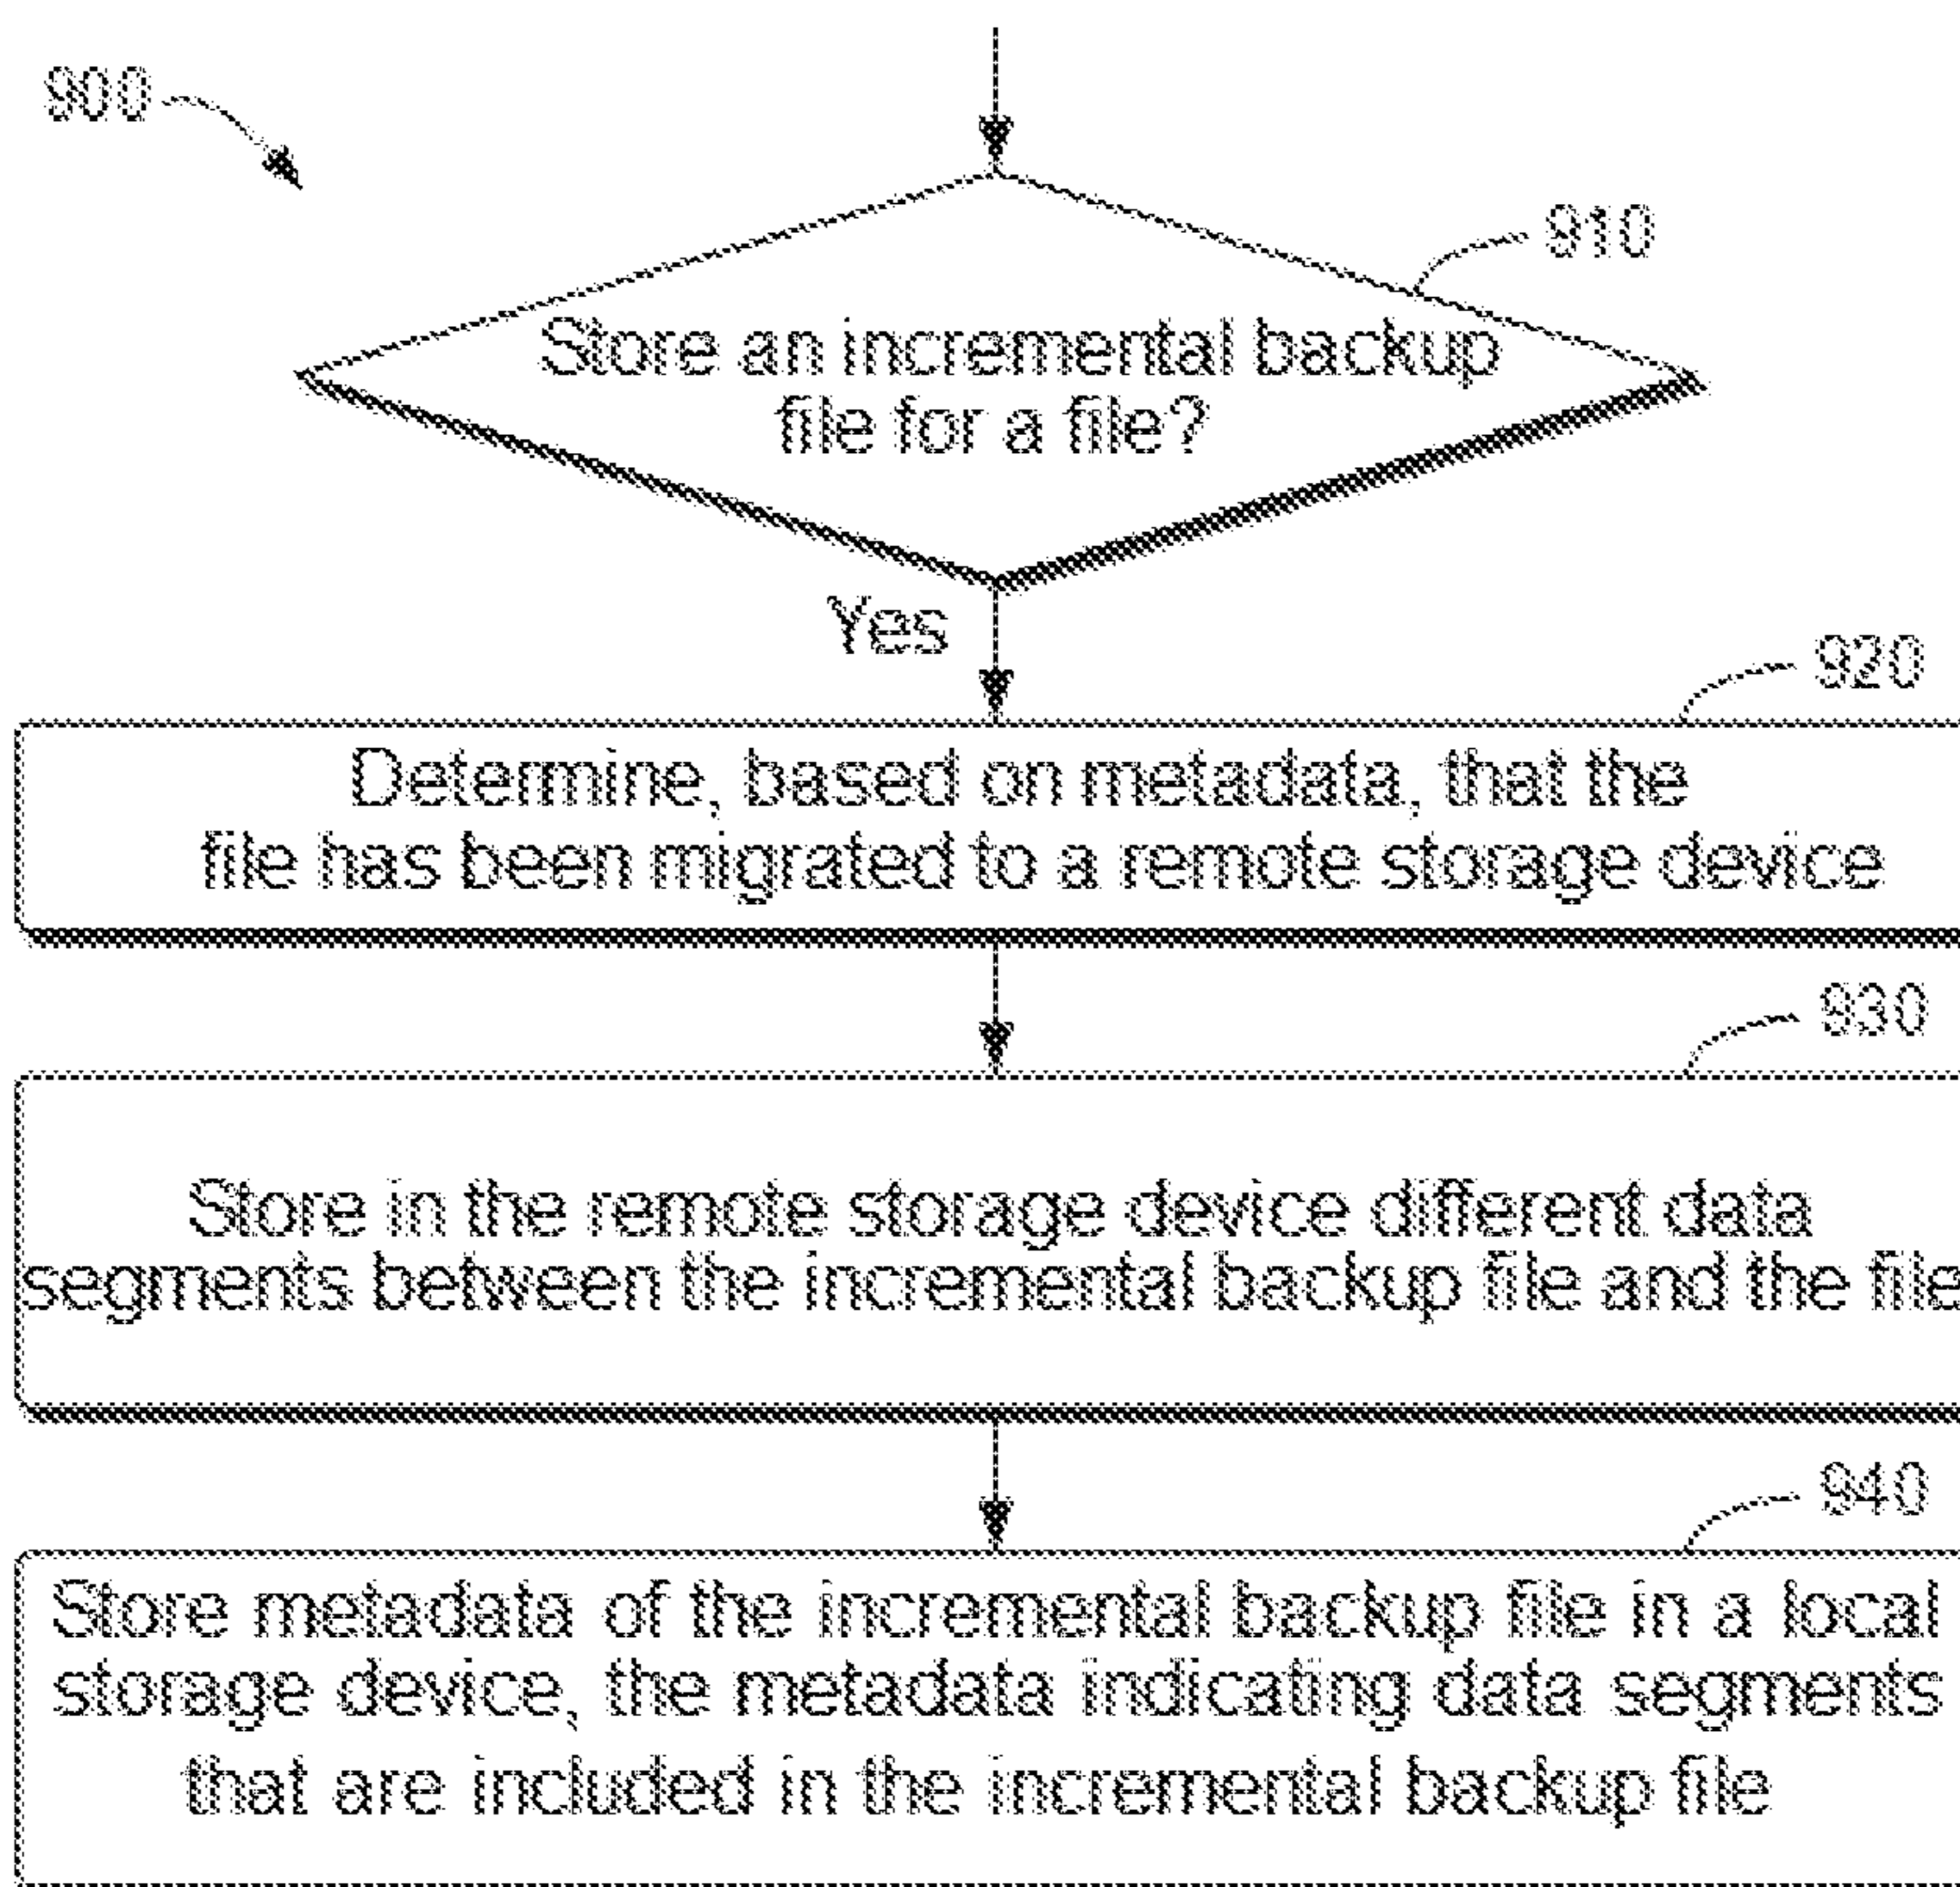 900
910
Store an incremental backup
file for a file?
Yes
920
Determine, based on metadata, that the
file has been migrated to a remote storage device
930
Store in the remote storage device different data
segments between the incremental backup file and the file
940
Store metadata of the incremental backup file in a local
storage device, the metadata indicating data segments
that are included in the incremental backup file